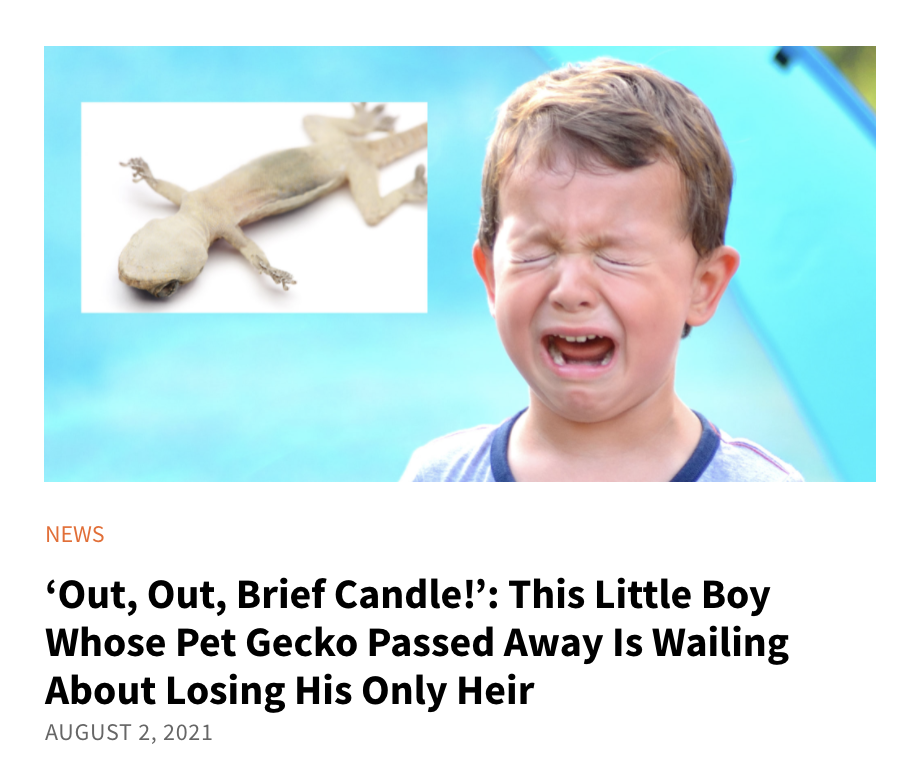 NEWS
‘Out, Out, Brief Candle!’: This Little Boy
Whose Pet Gecko Passed Away Is Wailing
About Losing His Only Heir
AUGUST 2, 2021